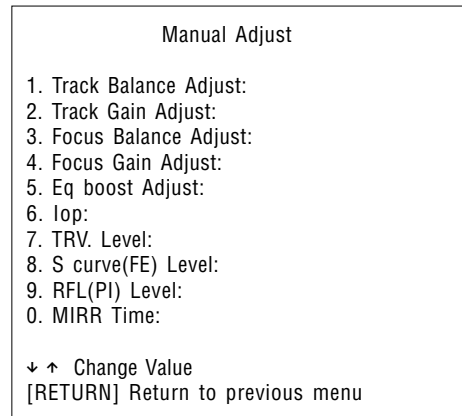 Manual Adjust
1. Track Balance Adjust:
2. Track Gain Adjust:
3. Focus Balance Adjust:
4. Focus Gain Adjust:
5. Eq boost Adjust:
6. Iop:
7. TRV. Level:
8. S curve(FE) Level:
9. RFL(PI) Level:
0. MIRR Time:
↓ ↑ Change Value
[RETURN] Return to previous menu